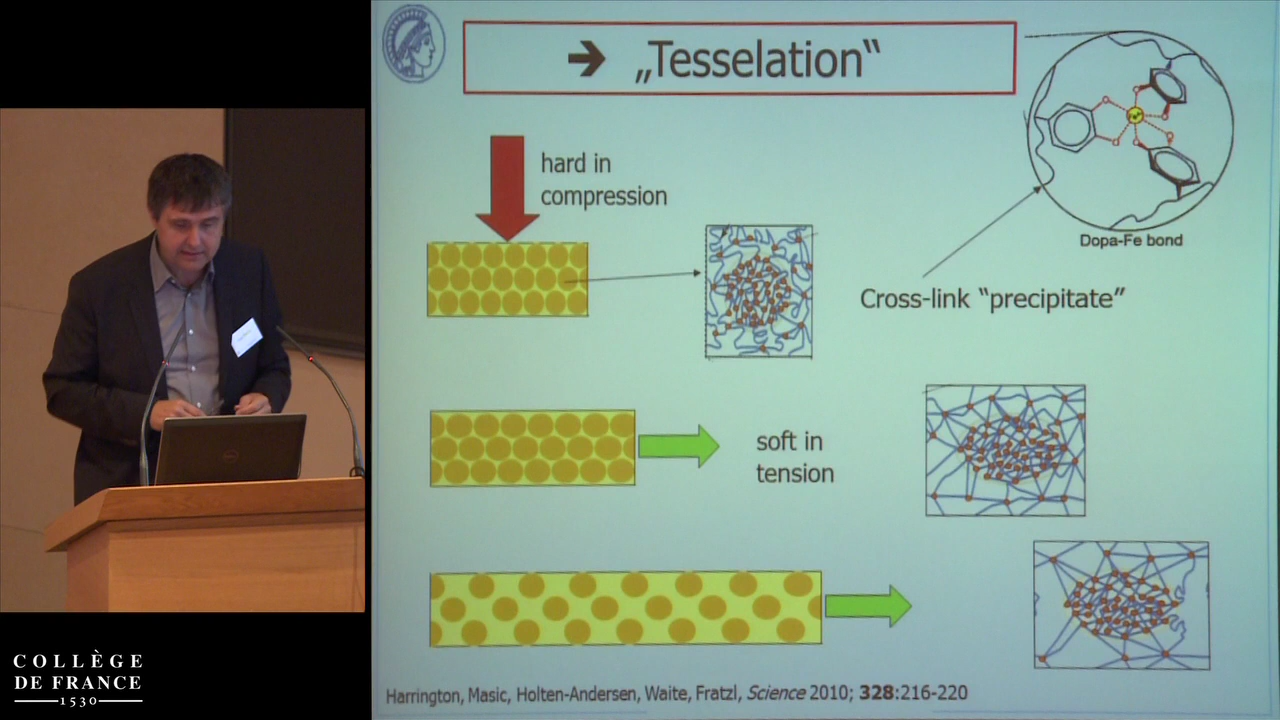 ➔ „Tesselation“
hard in
compression
Dopa-Fe bond
Cross-link “precipitate”
soft in
tension
Harrington, Masic, Holten-Andersen, Waite, Fratzl, Science 2010; 328:216-220
COLLÈGE
DE FRANCE
1530